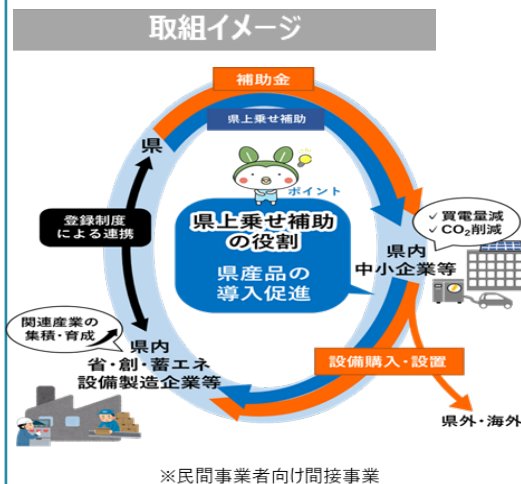 取組イメージ
補助金
県上乗せ補助
県
ポイント
県上乗せ補助
の役割
県産品の
導入促進
登録制度
による連携
✓買電量減
✓CO₂削減
県内
中小企業等
関連産業の
集積・育成
県内
省・創・蓄エネ
設備製造企業等
設備購入・設置
県外・海外
※民間事業者向け間接事業